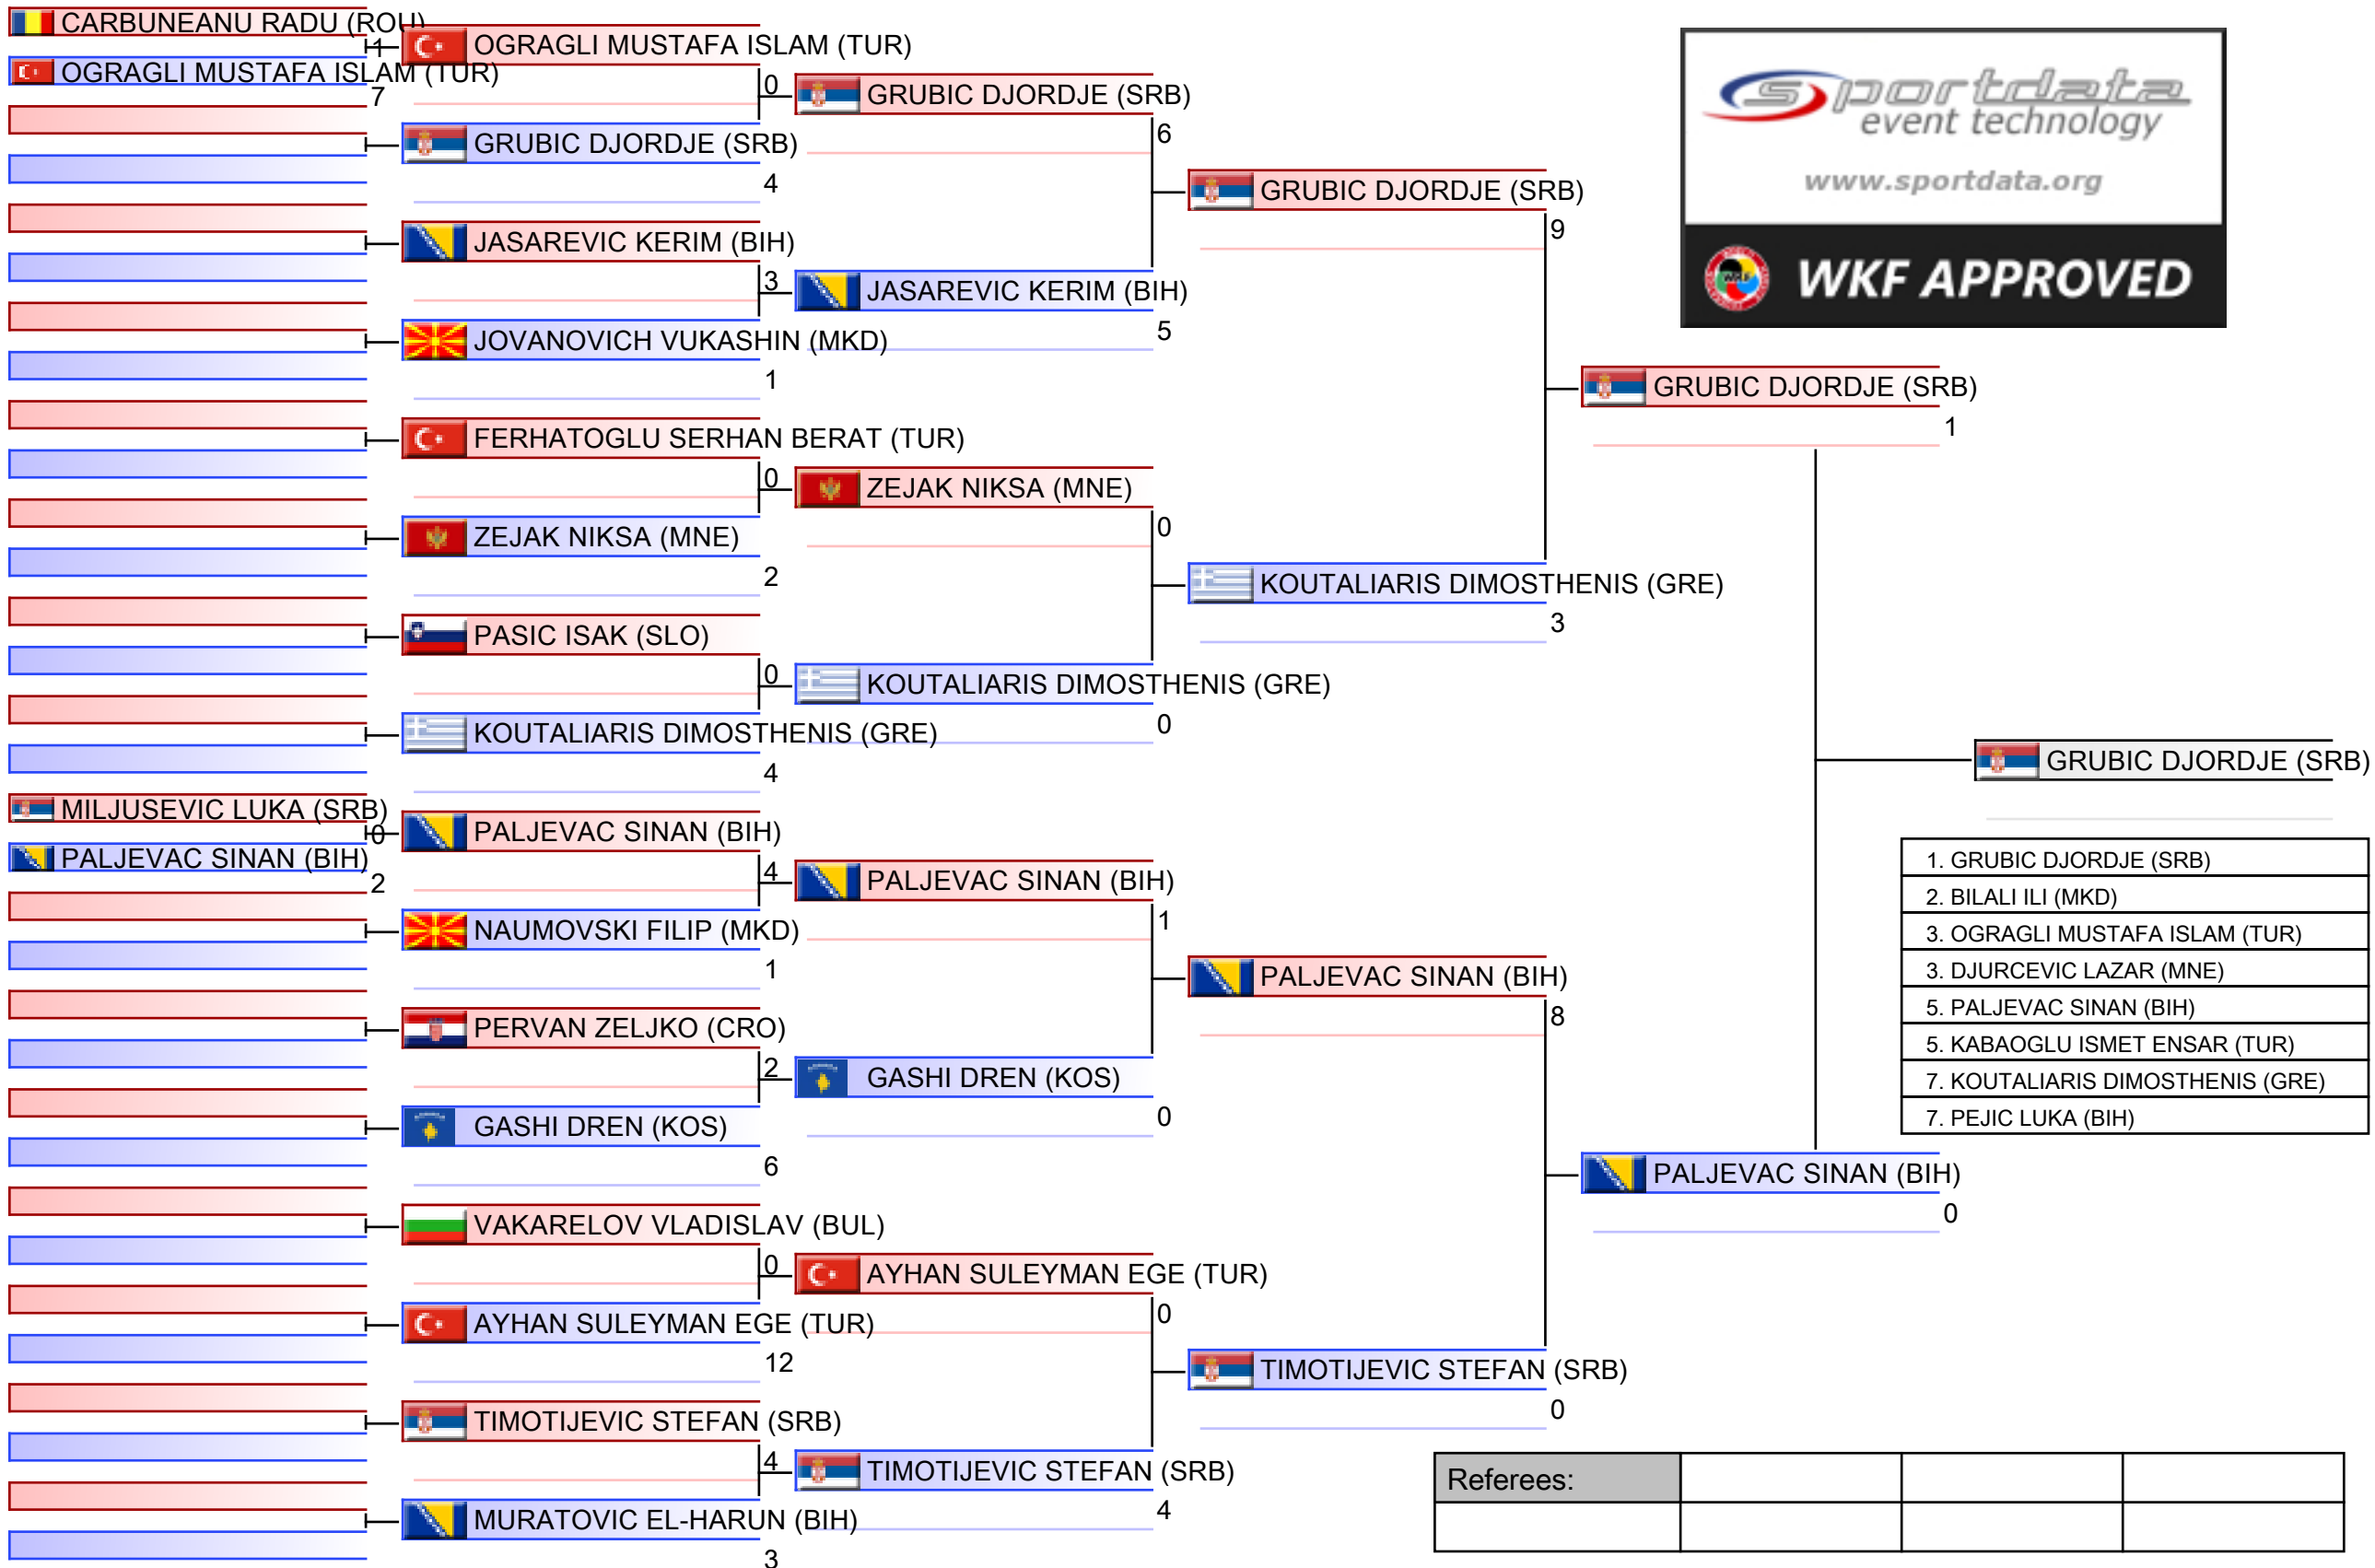 CARBUNEANU RADU (ROU)
1
OGRAGLI MUSTAFA ISLAM (TUR)
7
MILJUSEVIC LUKA (SRB)
0
PALJEVAC SINAN (BIH)
2
OGRAGLI MUSTAFA ISLAM (TUR)
0
GRUBIC DJORDJE (SRB)
4
JASAREVIC KERIM (BIH)
3
JOVANOVICH VUKASHIN (MKD)
1
FERHATOGLU SERHAN BERAT (TUR)
0
ZEJAK NIKSA (MNE)
2
PASIC ISAK (SLO)
0
KOUTALIARIS DIMOSTHENIS (GRE)
4
PALJEVAC SINAN (BIH)
4
NAUMOVSKI FILIP (MKD)
1
PERVAN ZELJKO (CRO)
2
GASHI DREN (KOS)
6
VAKARELOV VLADISLAV (BUL)
0
AYHAN SULEYMAN EGE (TUR)
12
TIMOTIJEVIC STEFAN (SRB)
4
MURATOVIC EL-HARUN (BIH)
3
GRUBIC DJORDJE (SRB)
6
JASAREVIC KERIM (BIH)
5
ZEJAK NIKSA (MNE)
0
KOUTALIARIS DIMOSTHENIS (GRE)
0
PALJEVAC SINAN (BIH)
1
GASHI DREN (KOS)
0
AYHAN SULEYMAN EGE (TUR)
0
TIMOTIJEVIC STEFAN (SRB)
4
GRUBIC DJORDJE (SRB)
9
KOUTALIARIS DIMOSTHENIS (GRE)
3
PALJEVAC SINAN (BIH)
8
TIMOTIJEVIC STEFAN (SRB)
0
GRUBIC DJORDJE (SRB)
1
PALJEVAC SINAN (BIH)
0
GRUBIC DJORDJE (SRB)
sportdata
event technology
www.sportdata.org
WKF
WKF APPROVED
1. GRUBIC DJORDJE (SRB)
2. BILALI ILI (MKD)
3. OGRAGLI MUSTAFA ISLAM (TUR)
3. DJURCEVIC LAZAR (MNE)
5. PALJEVAC SINAN (BIH)
5. KABAOGLU ISMET ENSAR (TUR)
7. KOUTALIARIS DIMOSTHENIS (GRE)
7. PEJIC LUKA (BIH)
Referees: